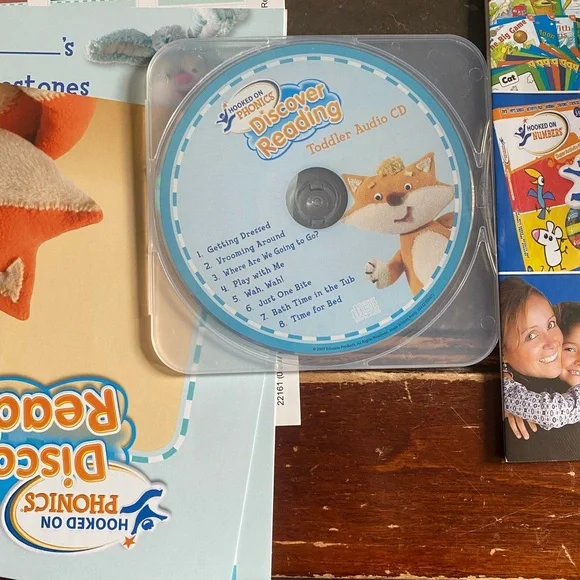 _________'s
HOOKED ON
PHONICS
Discover
Reading
Toddler Audio CD
1. Getting Dressed
2. Vrooming Around
3. Where Are We Going to Go?
4. Play with Me
5. Wah, Wah!
6. Just One Bite
7. Bath Time in the Tub
8. Time for Bed
22161
Big Game
Cat
HOOKED ON
NUMBERS
Read
Disco
HOOKED ON
PHONICS